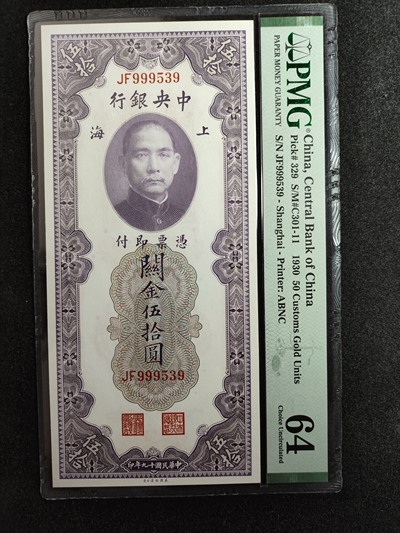 伍拾
伍拾
JF999539
中央銀行
上海
憑票即付
關金伍拾圓
JF999539
伍拾
伍拾
中華民國十九年印
PMG
PAPER MONEY GUARANTY
China, Central Bank of China
Pick# 329 S/M#C301-11 1930 50 Customs Gold Units
S/N JF999539 - Shanghai - Printer: ABNC
64
Choice Uncirculated